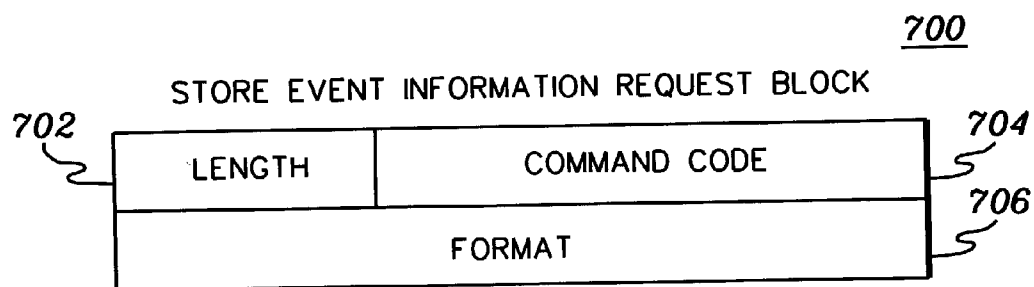 700
STORE EVENT INFORMATION REQUEST BLOCK
702
LENGTH
COMMAND CODE
704
FORMAT
706